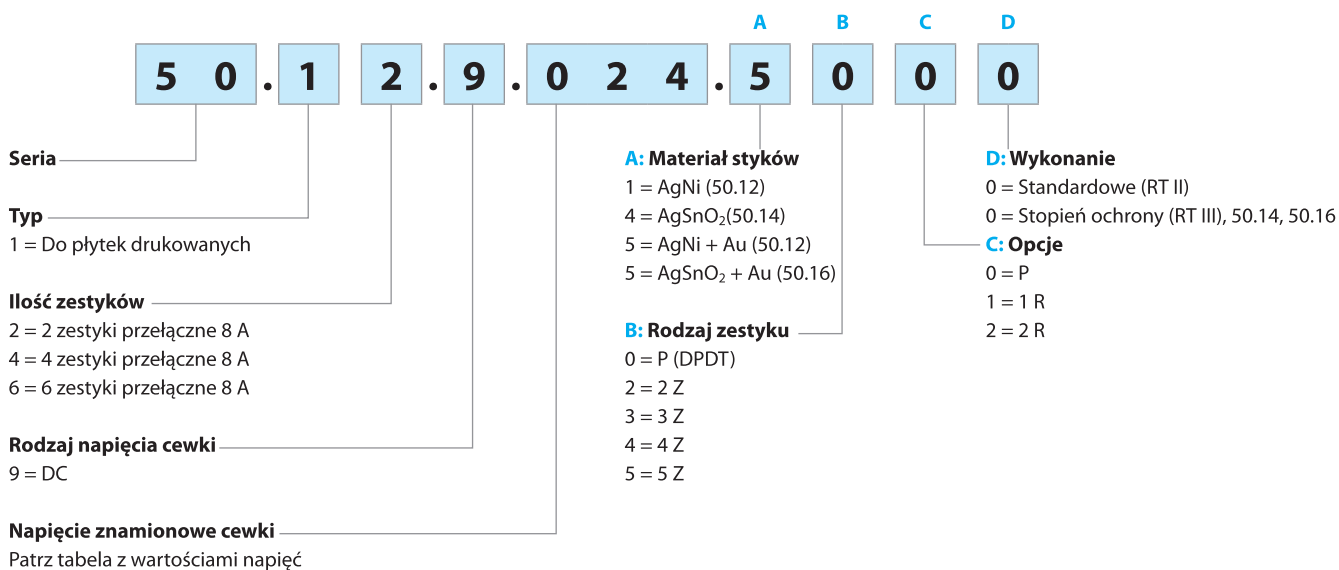 A B C D
5 0 . 1 2 . 9 . 0 2 4 . 5 0 0 0
Seria
Typ
1 = Do płytek drukowanych
Ilość zestyków
2 = 2 zestyki przełączne 8 A
4 = 4 zestyki przełączne 8 A
6 = 6 zestyki przełączne 8 A
Rodzaj napięcia cewki
9 = DC
Napięcie znamionowe cewki
Patrz tabela z wartościami napięć
A: Materiał styków
1 = AgNi (50.12)
4 = AgSnO₂(50.14)
5 = AgNi + Au (50.12)
5 = AgSnO₂ + Au (50.16)
B: Rodzaj zestyku
0 = P (DPDT)
2 = 2 Z
3 = 3 Z
4 = 4 Z
5 = 5 Z
D: Wykonanie
0 = Standardowe (RT II)
0 = Stopień ochrony (RT III), 50.14, 50.16
C: Opcje
0 = P
1 = 1 R
2 = 2 R